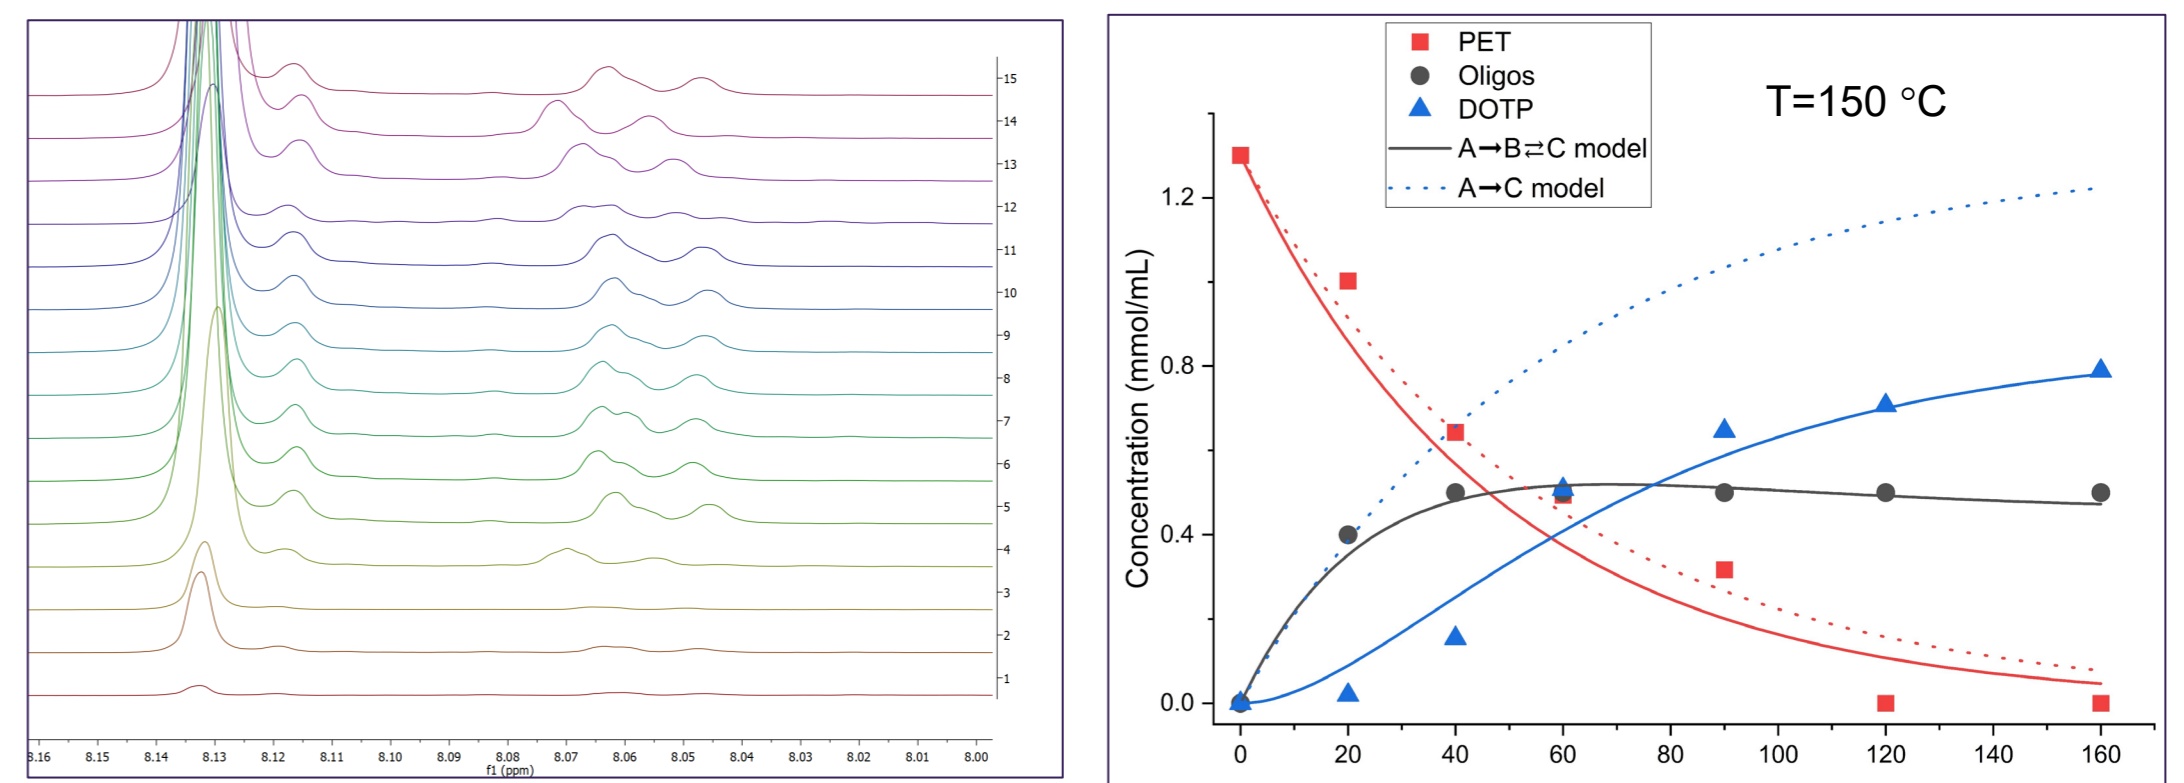 15
14
13
12
11
10
9
8
7
6
5
4
3
2
1
8.16 8.15 8.14 8.13 8.12 8.11 8.10 8.09 8.08 8.07 8.06 8.05 8.04 8.03 8.02 8.01 8.00
f1 (ppm)
PET
Oligos
DOTP
A→B⇄C model
A→C model
T=150 °C
Concentration (mmol/mL)
1.2
0.8
0.4
0.0
0 20 40 60 80 100 120 140 160